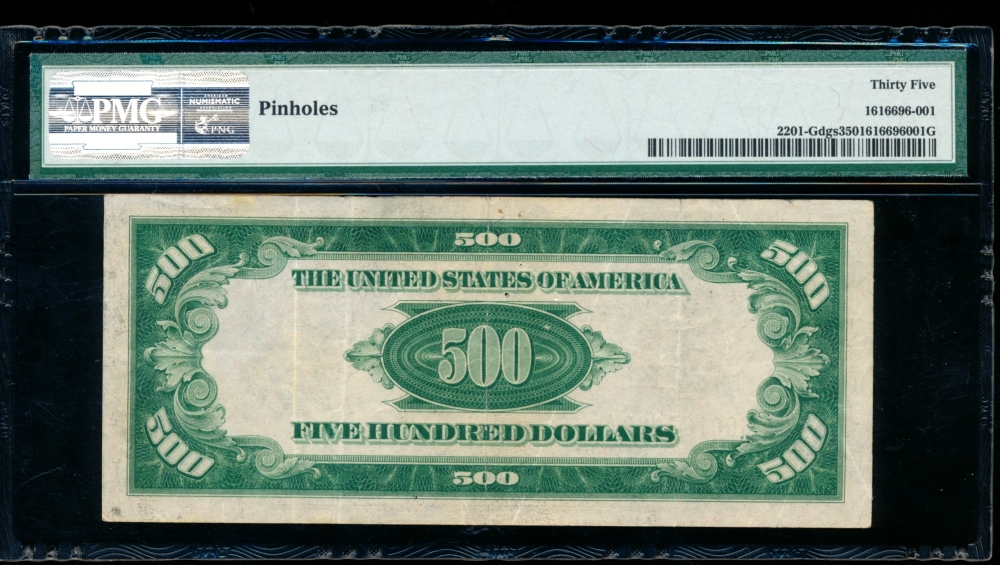 PMG
PAPER MONEY GUARANTY
NUMISMATIC
PNG
Pinholes
Thirty Five
1616696-001
2201-Gdgs3501616696001G
500
500
500
THE UNITED STATES OF AMERICA
500
FIVE HUNDRED DOLLARS
500
500
500